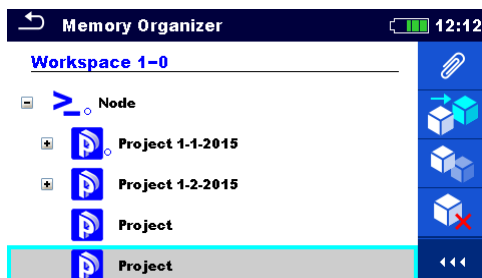 Memory Organizer
12:12
Workspace 1-0
Node
Project 1-1-2015
Project 1-2-2015
Project
Project